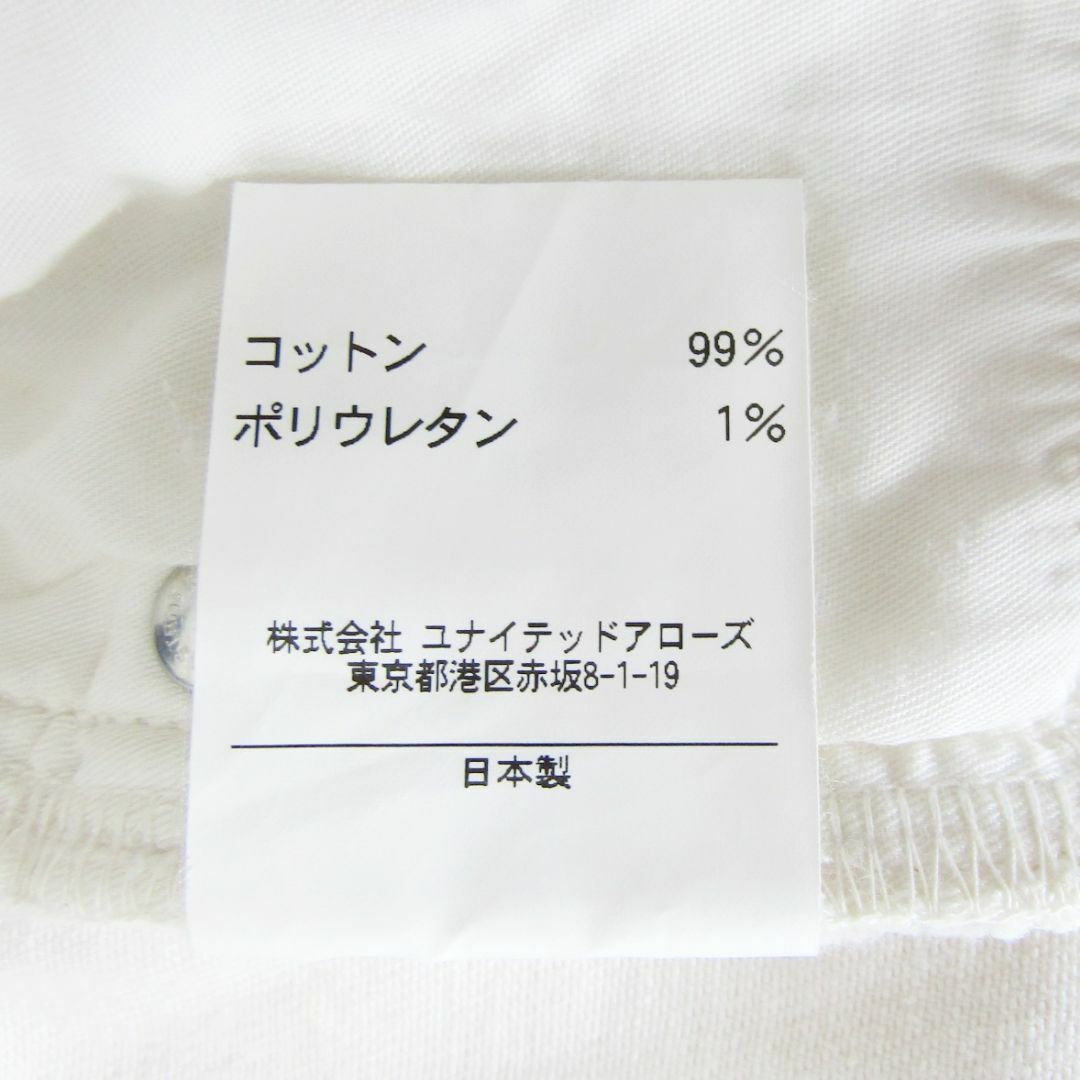 コットン 99%
ポリウレタン 1%
株式会社 ユナイテッドアローズ
東京都港区赤坂8-1-19
日本製